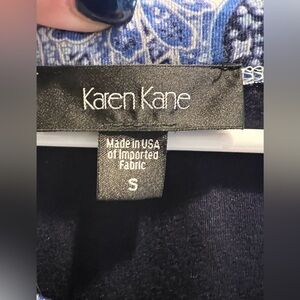 Karen Kane
Made in USA
of Imported
Fabric
S